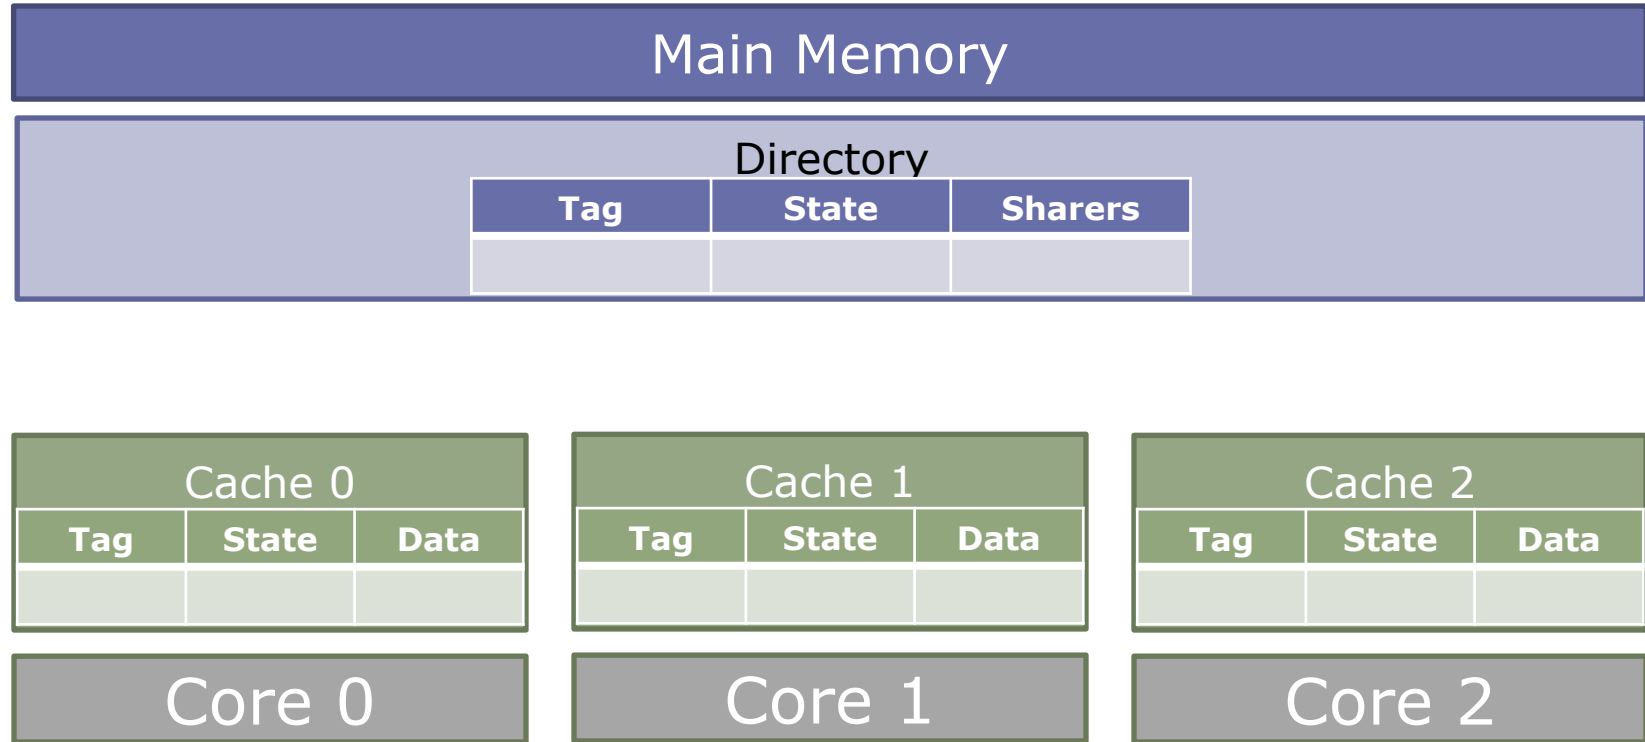 Main Memory
Directory
Tag State Sharers
Cache 0 Cache 1 Cache 2
Tag State Data Tag State Data Tag State Data
Core 0 Core 1 Core 2